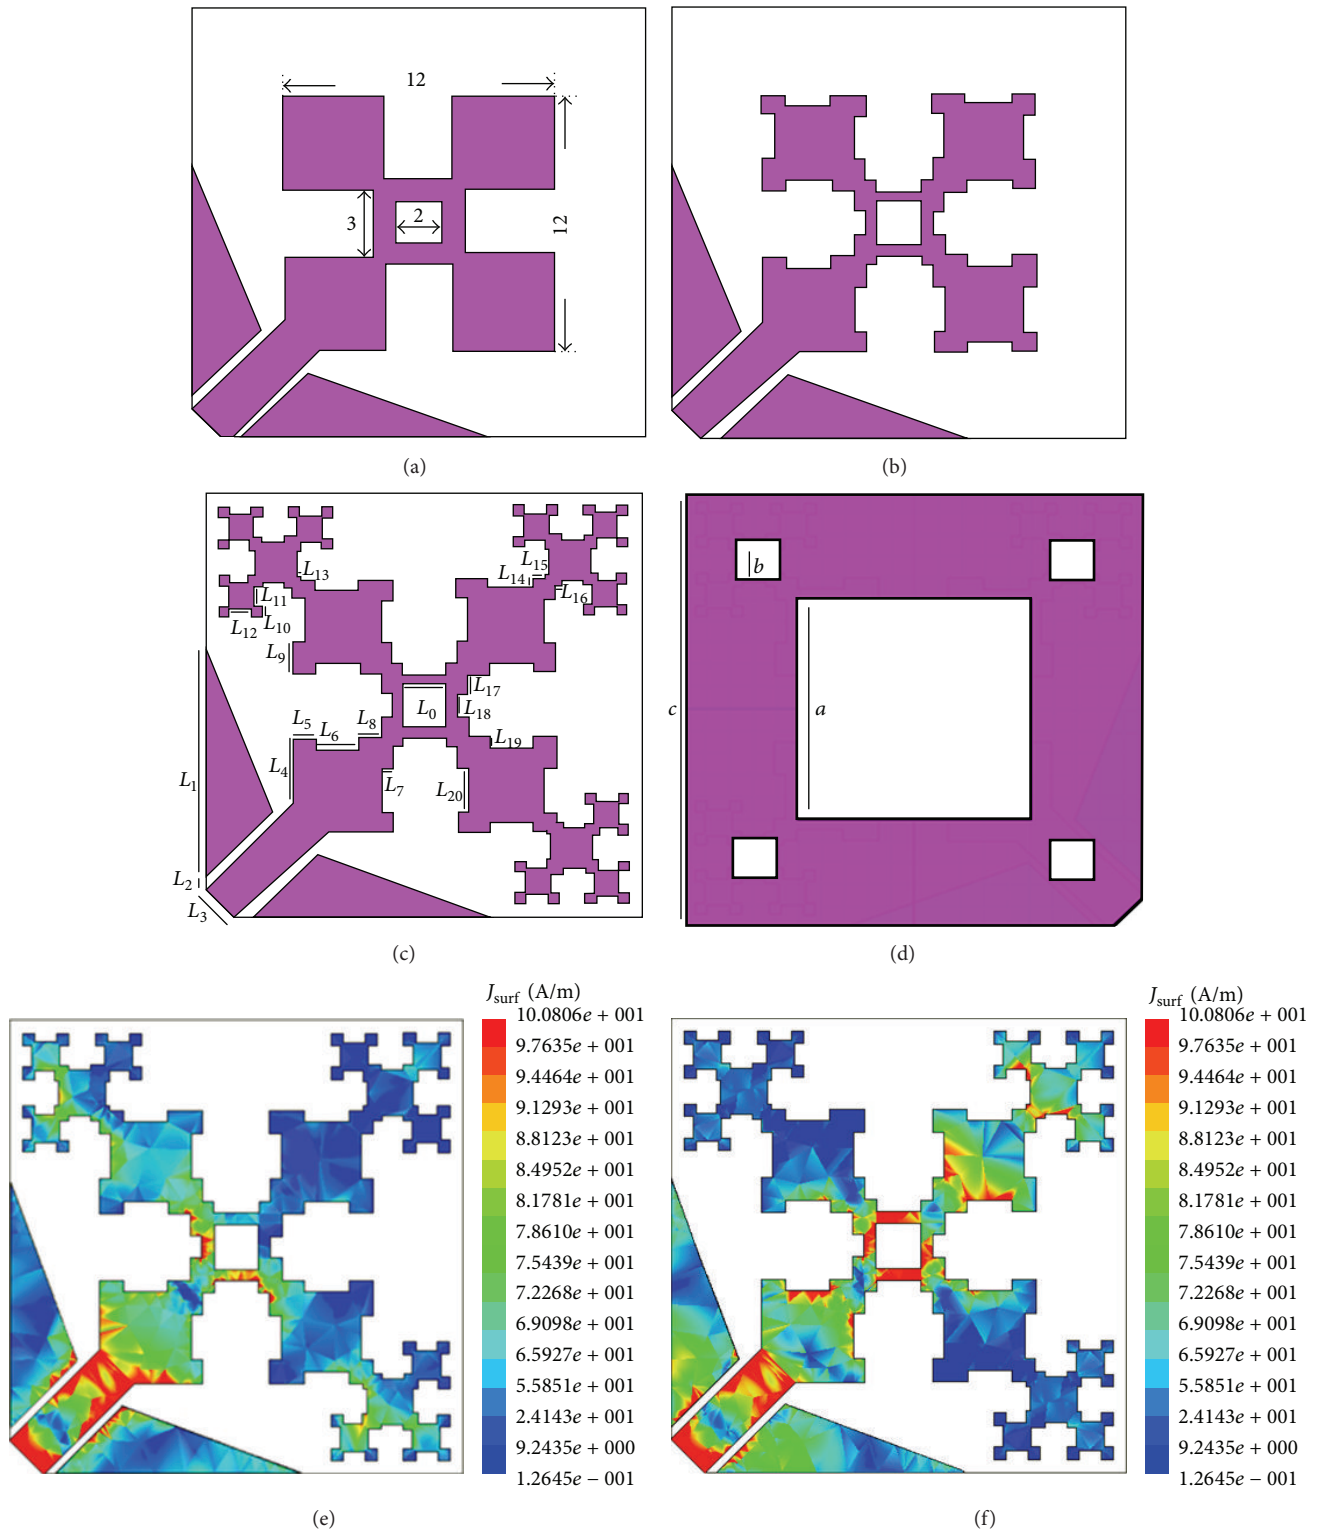 12
3
2
12
(a)
(b)
L13
L11
L10
L12
L9
L15
L14
L16
L17
L0
L18
L5
L6
L8
L19
L4
L7
L20
L1
L2
L3
(c)
b
c
a
(d)
Jsurf (A/m)
10.0806e + 001
9.7635e + 001
9.4464e + 001
9.1293e + 001
8.8123e + 001
8.4952e + 001
8.1781e + 001
7.8610e + 001
7.5439e + 001
7.2268e + 001
6.9098e + 001
6.5927e + 001
5.5851e + 001
2.4143e + 001
9.2435e + 000
1.2645e − 001
(e)
Jsurf (A/m)
10.0806e + 001
9.7635e + 001
9.4464e + 001
9.1293e + 001
8.8123e + 001
8.4952e + 001
8.1781e + 001
7.8610e + 001
7.5439e + 001
7.2268e + 001
6.9098e + 001
6.5927e + 001
5.5851e + 001
2.4143e + 001
9.2435e + 000
1.2645e − 001
(f)